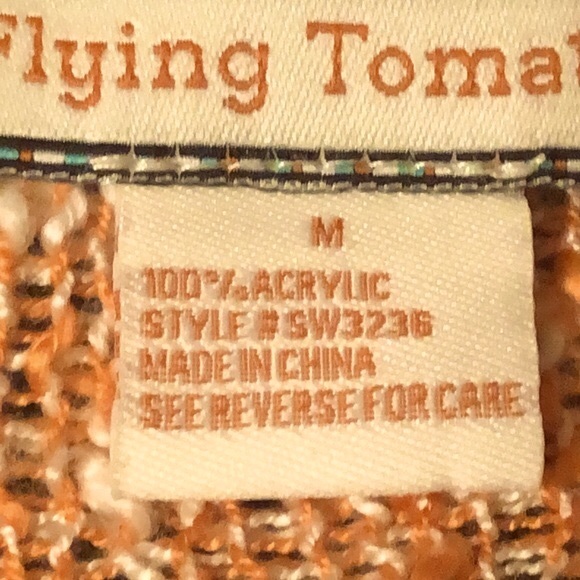 Flying Tomat
M
100% ACRYLIC
STYLE # SW3236
MADE IN CHINA
SEE REVERSE FOR CARE